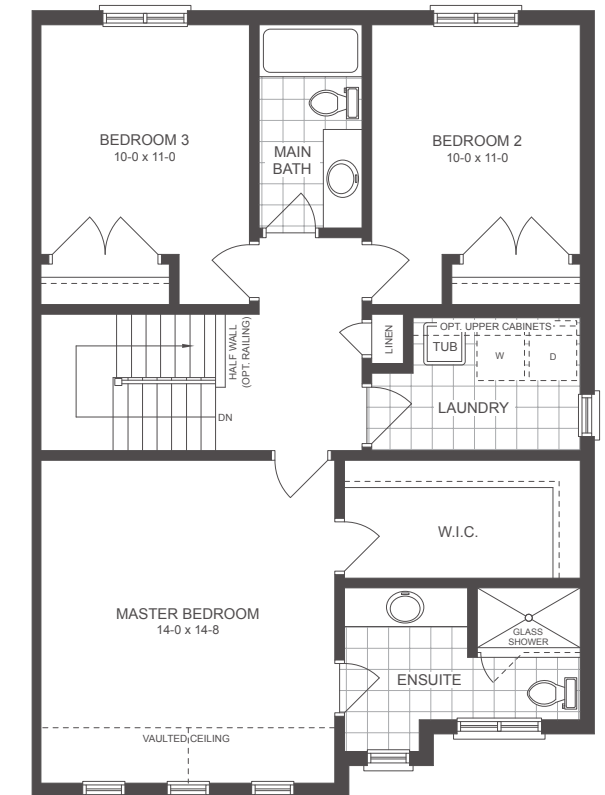 BEDROOM 3
10-0 x 11-0
MAIN
BATH
BEDROOM 2
10-0 x 11-0
HALF WALL
(OPT. RAILING)
LINEN
OPT. UPPER CABINETS
TUB
W
D
DN
LAUNDRY
W.I.C.
MASTER BEDROOM
14-0 x 14-8
GLASS
SHOWER
ENSUITE
VAULTED CEILING